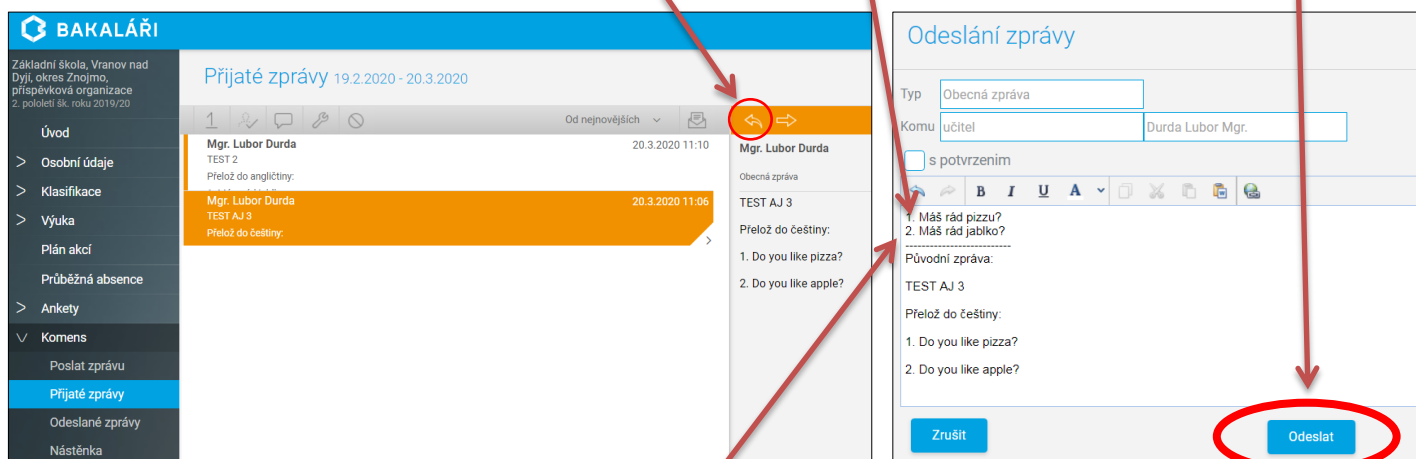 BAKALÁŘI
Základní škola, Vranov nad
Dyjí, okres Znojmo,
příspěvková organizace
2. pololetí šk. roku 2019/20
Úvod
Osobní údaje
Klasifikace
Výuka
Plán akcí
Průběžná absence
Ankety
Komens
Poslat zprávu
Přijaté zprávy
Odeslané zprávy
Nástěnka
Přijaté zprávy 19.2.2020 - 20.3.2020
1
Od nejnovějších
Mgr. Lubor Durda 20.3.2020 11:10
TEST 2
Přelož do angličtiny:
Mgr. Lubor Durda 20.3.2020 11:06
TEST AJ 3
Přelož do češtiny:
Mgr. Lubor Durda
Obecná zpráva
TEST AJ 3
Přelož do češtiny:
1. Do you like pizza?
2. Do you like apple?
Odeslání zprávy
Typ Obecná zpráva
Komu učitel Durda Lubor Mgr.
s potvrzenim
B I U A
1. Máš rád pizzu?
2. Máš rád jablko?
--------------------------
Původní zpráva:
TEST AJ 3
Přelož do češtiny:
1. Do you like pizza?
2. Do you like apple?
Zrušit
Odeslat